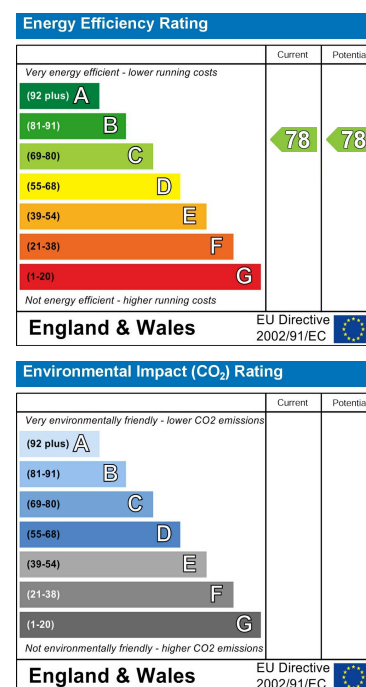 Energy Efficiency Rating
Current Potentia
Very energy efficient - lower running costs
(92 plus) A
(81-91) B
78 78
(69-80) C
(55-68) D
(39-54) E
(21-38) F
(1-20) G
Not energy efficient - higher running costs
England & Wales
EU Directive
2002/91/EC
Environmental Impact (CO₂) Rating
Current Potentia
Very environmentally friendly - lower CO2 emissions
(92 plus) A
(81-91) B
(69-80) C
(55-68) D
(39-54) E
(21-38) F
(1-20) G
Not environmentally friendly - higher CO2 emissions
England & Wales
EU Directive
2002/91/EC